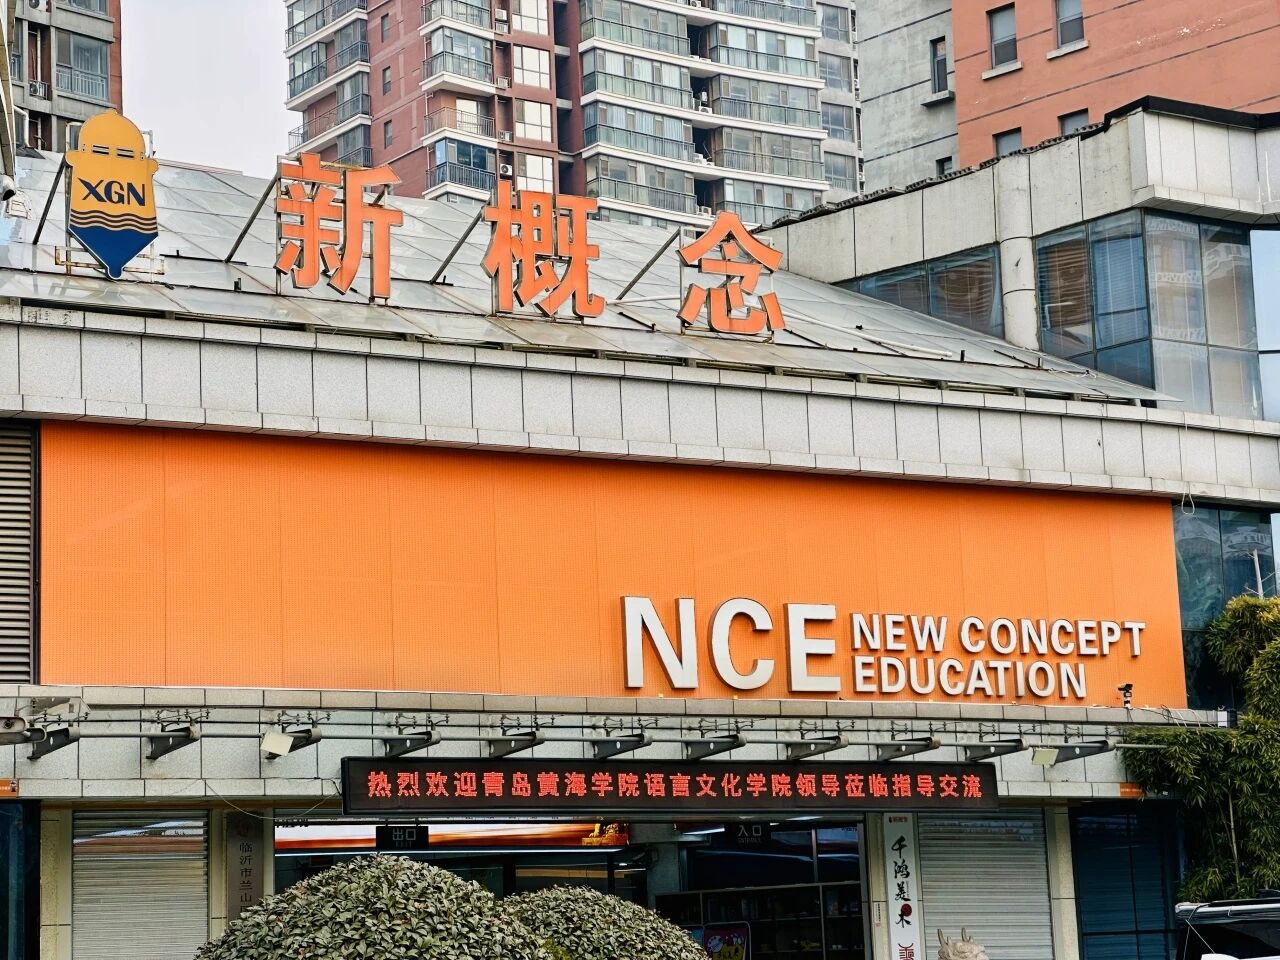 XGN
新概念
NCE NEW CONCEPT
EDUCATION
热烈欢迎青岛黄海学院语言文化学院领导莅临指导交流
出口
入口
临沂市兰山
千鸿美术